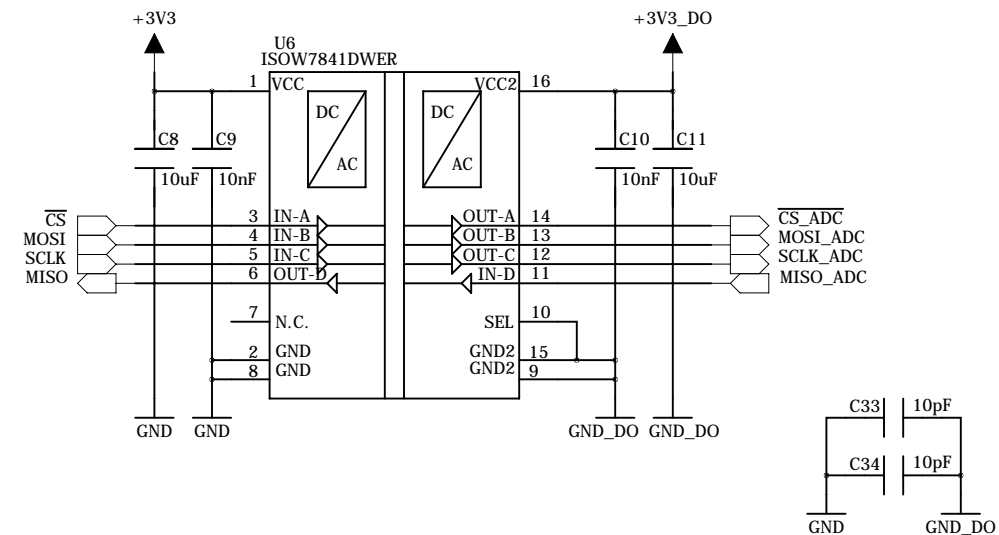 +3V3
+3V3_DO
U6
ISOW7841DWER
1
VCC
VCC2
16
DC
AC
DC
AC
C8
C9
C10
C11
10uF
10nF
10nF
10uF
CS
3
IN-A
OUT-A
14
CS_ADC
MOSI
4
IN-B
OUT-B
13
MOSI_ADC
SCLK
5
IN-C
OUT-C
12
SCLK_ADC
MISO
6
OUT-D
IN-D
11
MISO_ADC
7
N.C.
SEL
10
2
GND
GND2
15
8
GND
GND2
9
GND
GND
GND_DO
GND_DO
C33
10pF
C34
10pF
GND
GND_DO